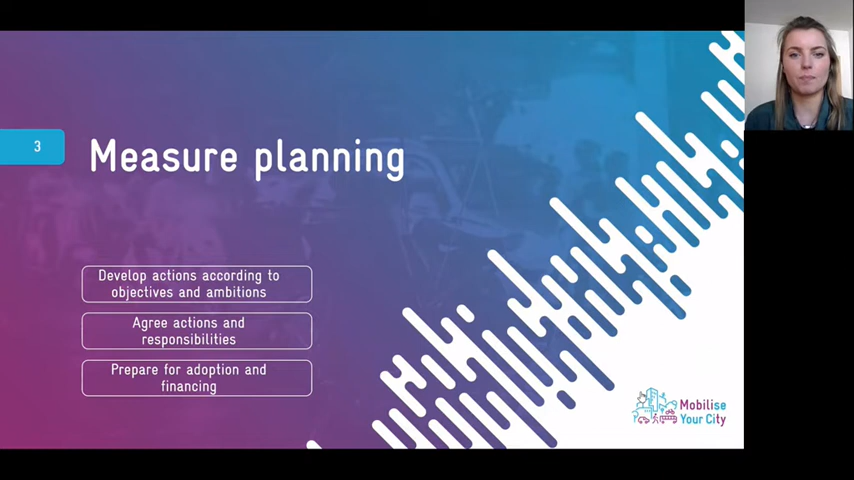 3
Measure planning
Develop actions according to
objectives and ambitions
Agree actions and
responsibilities
Prepare for adoption and
financing
Mobilise
Your City